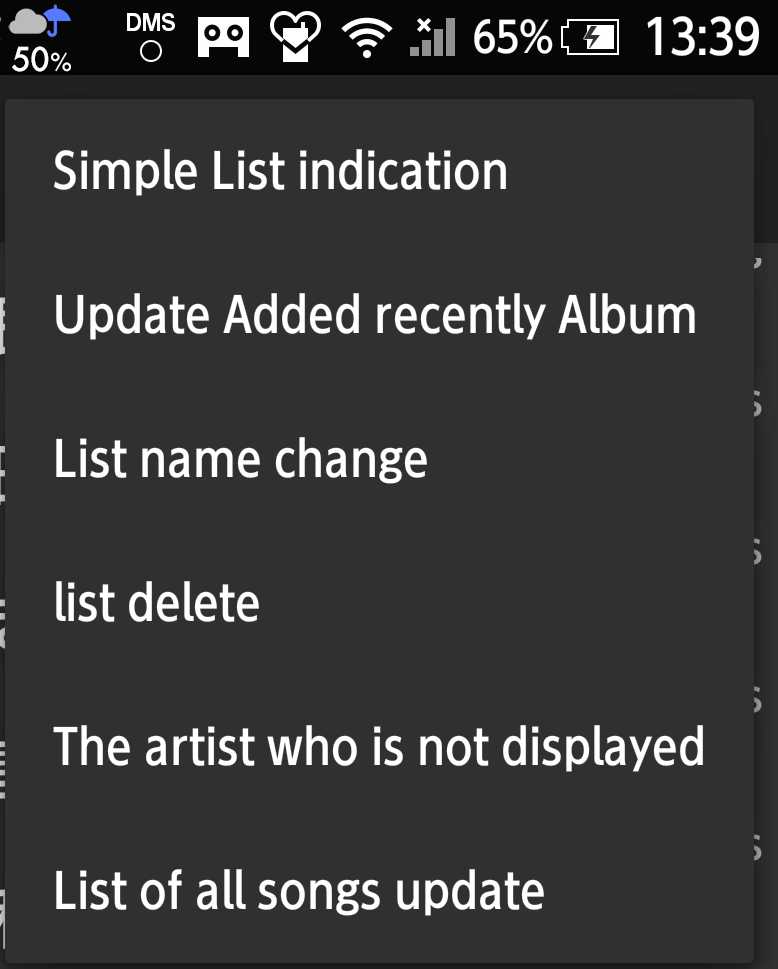 DMS
50%
65%
13:39
Simple List indication
Update Added recently Album
List name change
list delete
The artist who is not displayed
List of all songs update